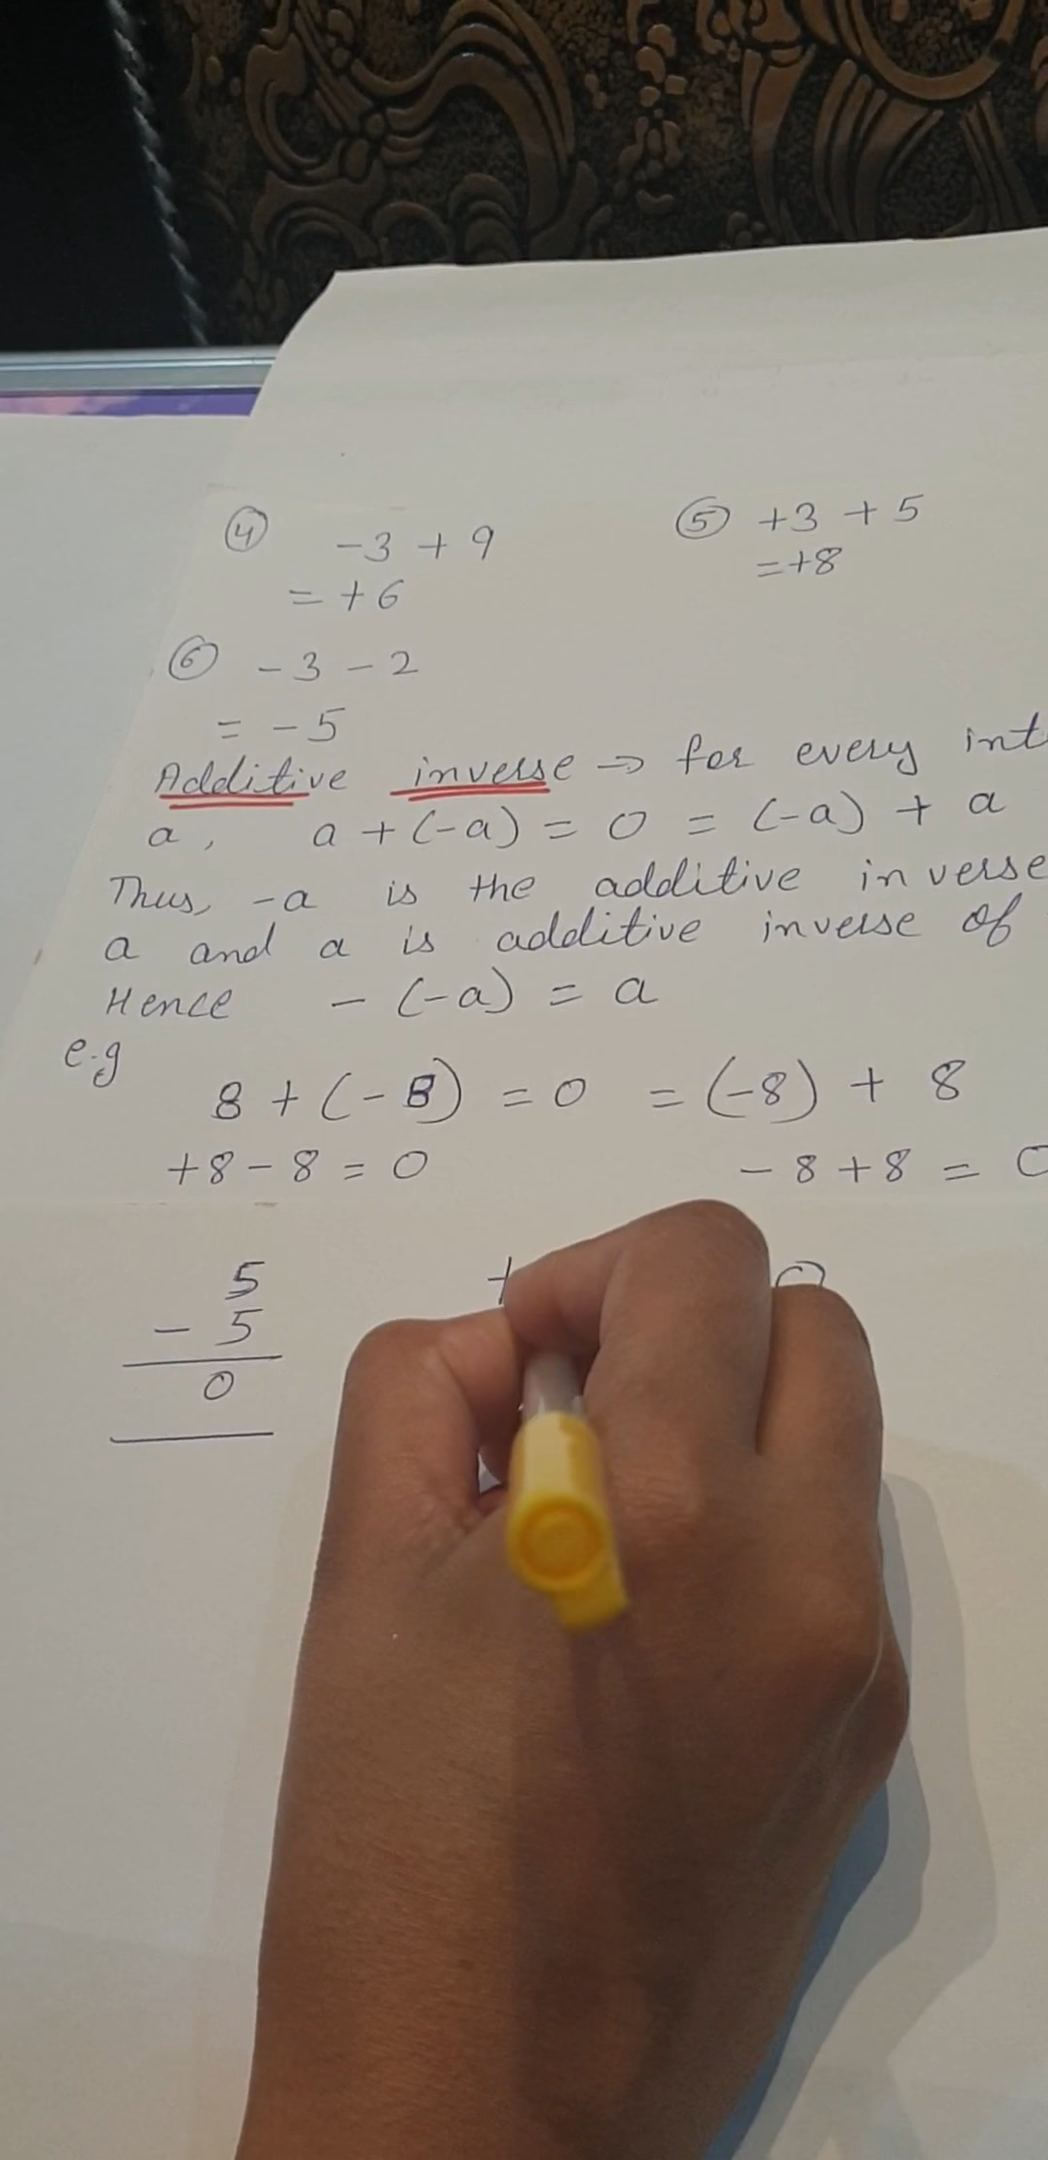 ④ -3 + 9
= +6
⑤ +3 + 5
= +8
⑥ -3 - 2
= -5
Additive inverse ⇒ for every int
a, a + (-a) = 0 = (-a) + a
Thus, -a is the additive inverse
a and a is additive inverse of
Hence - (-a) = a
e.g
8 + (-8) = 0 = (-8) + 8
+8 - 8 = 0 -8 + 8 = 0
5
- 5
0
+